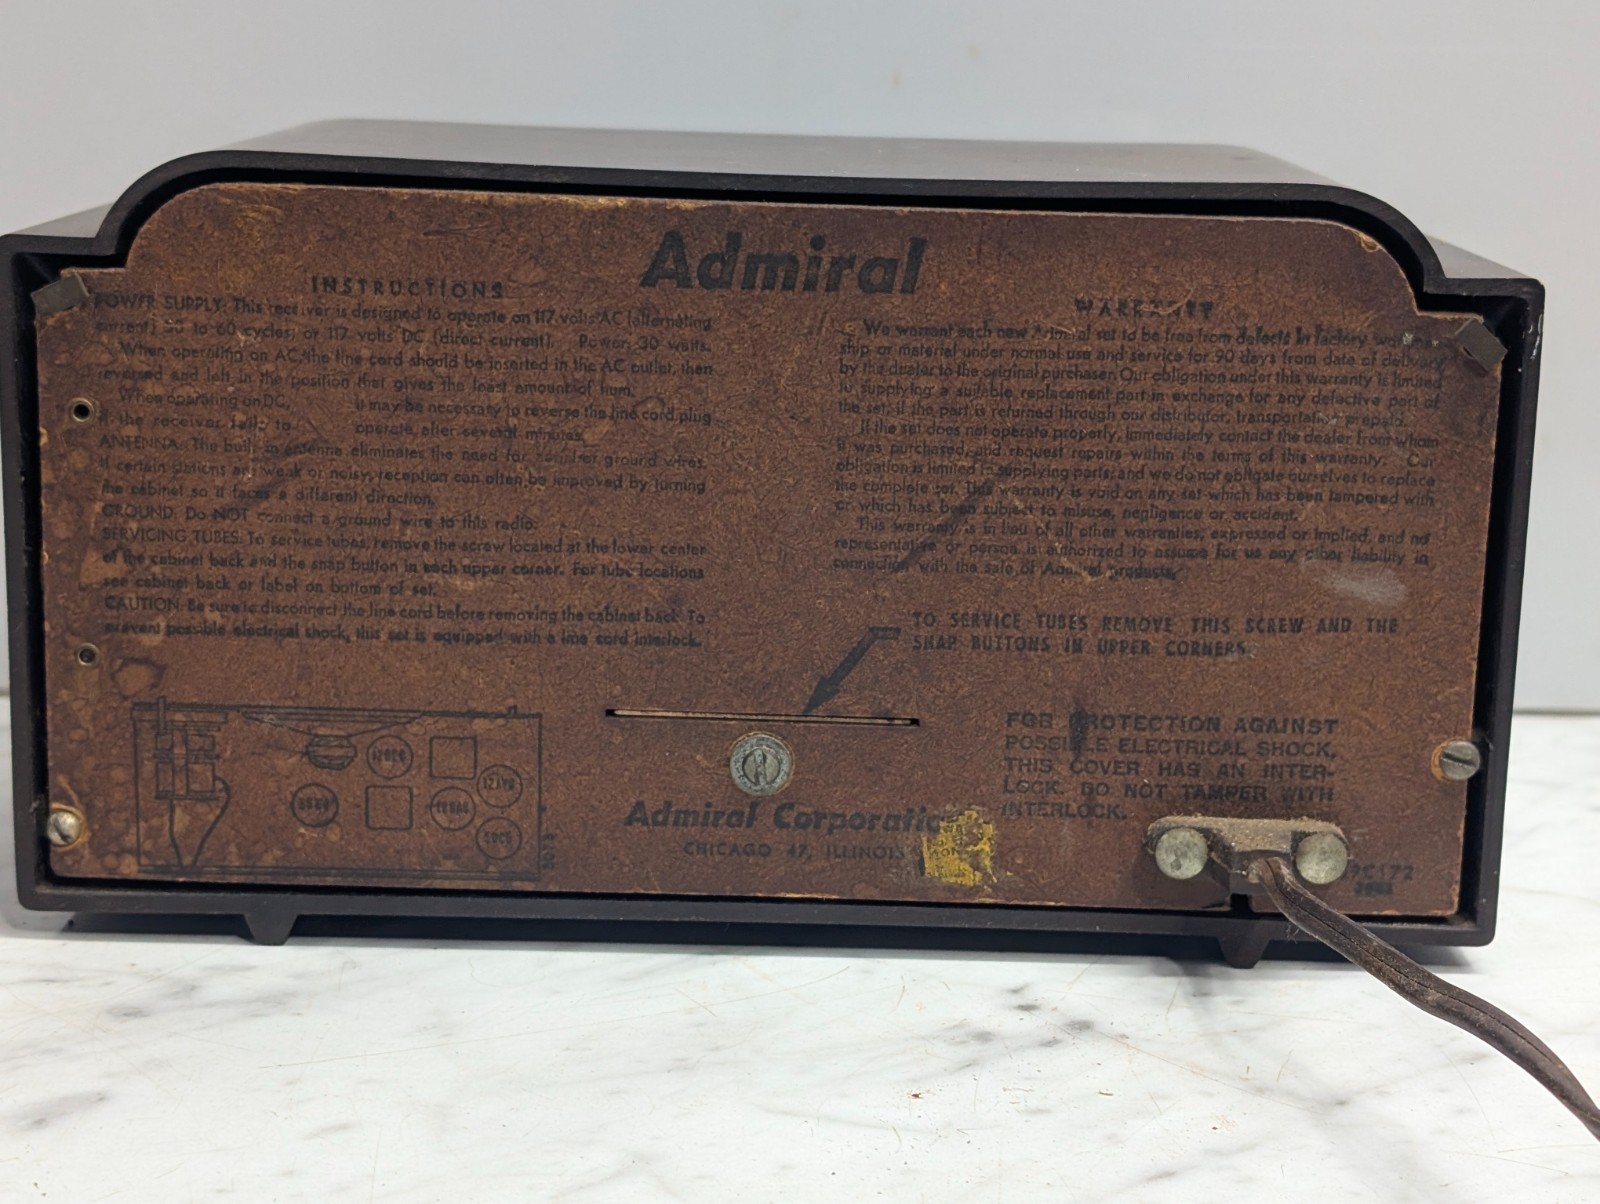 Admiral
INSTRUCTIONS
POWER SUPPLY: This receiver is designed to operate on 117 volts AC (alternating
current) 50 to 60 cycles; or 117 volts DC (direct current). Power: 30 watts.
When operating on AC, the line cord should be inserted in the AC outlet, then
reversed and left in the position that gives the least amount of hum.
When operating on DC, it may be necessary to reverse the line cord plug
if the receiver fails to operate, after several minutes.
ANTENNA: The built in antenna eliminates the need for aerial or ground wires.
If certain stations are weak or noisy, reception can often be improved by turning
the cabinet so it faces a different direction.
GROUND: Do NOT connect a ground wire to this radio.
SERVICING TUBES: To service tubes, remove the screw located at the lower center
of the cabinet back and the snap button in each upper corner. For tube locations
see cabinet back or label on bottom of set.
CAUTION: Be sure to disconnect the line cord before removing the cabinet back. To
prevent possible electrical shock, this set is equipped with a line cord interlock.
WARRANTY
We warrant each new Admiral set to be free from defects in factory workman-
ship or material under normal use and service for 90 days from date of delivery
by the dealer to the original purchaser. Our obligation under this warranty is limited
to supplying a suitable replacement part in exchange for any defective part of
the set, if the part is returned through our distributor, transportation prepaid.
If the set does not operate properly, immediately contact the dealer from whom
it was purchased, and request repairs within the terms of this warranty. Our
obligation is limited to supplying parts, and we do not obligate ourselves to replace
the complete set. This warranty is void on any set which has been tampered with
or which has been subject to misuse, negligence or accident.
This warranty is in lieu of all other warranties, expressed or implied, and no
representative or person is authorized to assume for us any other liability in
connection with the sale of Admiral products.
TO SERVICE TUBES REMOVE THIS SCREW AND THE
SNAP BUTTONS IN UPPER CORNERS.
FOR PROTECTION AGAINST
POSSIBLE ELECTRICAL SHOCK,
THIS COVER HAS AN INTER-
LOCK. DO NOT TAMPER WITH
INTERLOCK.
Admiral Corporation
CHICAGO 47, ILLINOIS
C172